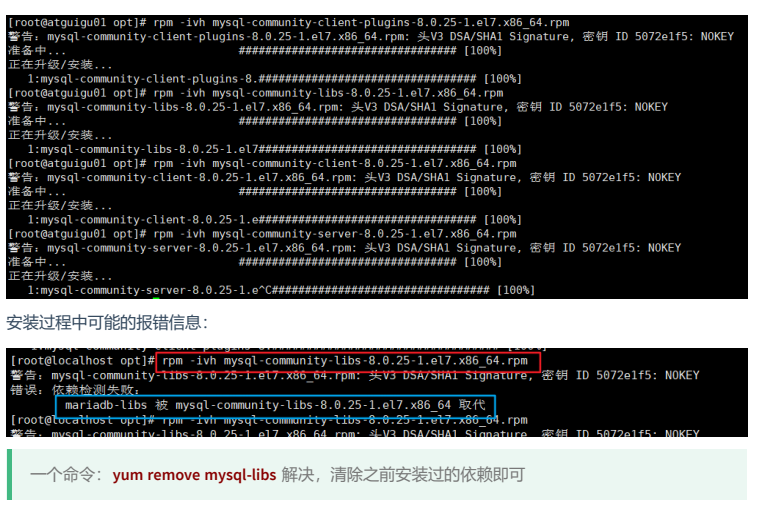 [root@atguigu01 opt]# rpm -ivh mysql-community-client-plugins-8.0.25-1.el7.x86_64.rpm
警告：mysql-community-client-plugins-8.0.25-1.el7.x86_64.rpm: 头V3 DSA/SHA1 Signature, 密钥 ID 5072e1f5: NOKEY
准备中... ################################# [100%]
正在升级/安装...
1:mysql-community-client-plugins-8.################################# [100%]
[root@atguigu01 opt]# rpm -ivh mysql-community-libs-8.0.25-1.el7.x86_64.rpm
警告：mysql-community-libs-8.0.25-1.el7.x86_64.rpm: 头V3 DSA/SHA1 Signature, 密钥 ID 5072e1f5: NOKEY
准备中... ################################# [100%]
正在升级/安装...
1:mysql-community-libs-8.0.25-1.el7################################# [100%]
[root@atguigu01 opt]# rpm -ivh mysql-community-client-8.0.25-1.el7.x86_64.rpm
警告：mysql-community-client-8.0.25-1.el7.x86_64.rpm: 头V3 DSA/SHA1 Signature, 密钥 ID 5072e1f5: NOKEY
准备中... ################################# [100%]
正在升级/安装...
1:mysql-community-client-8.0.25-1.e################################# [100%]
[root@atguigu01 opt]# rpm -ivh mysql-community-server-8.0.25-1.el7.x86_64.rpm
警告：mysql-community-server-8.0.25-1.el7.x86_64.rpm: 头V3 DSA/SHA1 Signature, 密钥 ID 5072e1f5: NOKEY
准备中... ################################# [100%]
正在升级/安装...
1:mysql-community-server-8.0.25-1.e^C################################# [100%]
安装过程中可能的报错信息：
[root@localhost opt]# rpm -ivh mysql-community-libs-8.0.25-1.el7.x86_64.rpm
警告：mysql-community-libs-8.0.25-1.el7.x86_64.rpm: 头V3 DSA/SHA1 Signature, 密钥 ID 5072e1f5: NOKEY
错误：依赖检测失败：
mariadb-libs 被 mysql-community-libs-8.0.25-1.el7.x86_64 取代
[root@localhost opt]# rpm -ivh mysql-community-libs-8.0.25-1.el7.x86_64.rpm
警告：mysql-community-libs-8.0.25-1.el7.x86_64.rpm: 头V3 DSA/SHA1 Signature, 密钥 ID 5072e1f5: NOKEY
一个命令：yum remove mysql-libs 解决，清除之前安装过的依赖即可